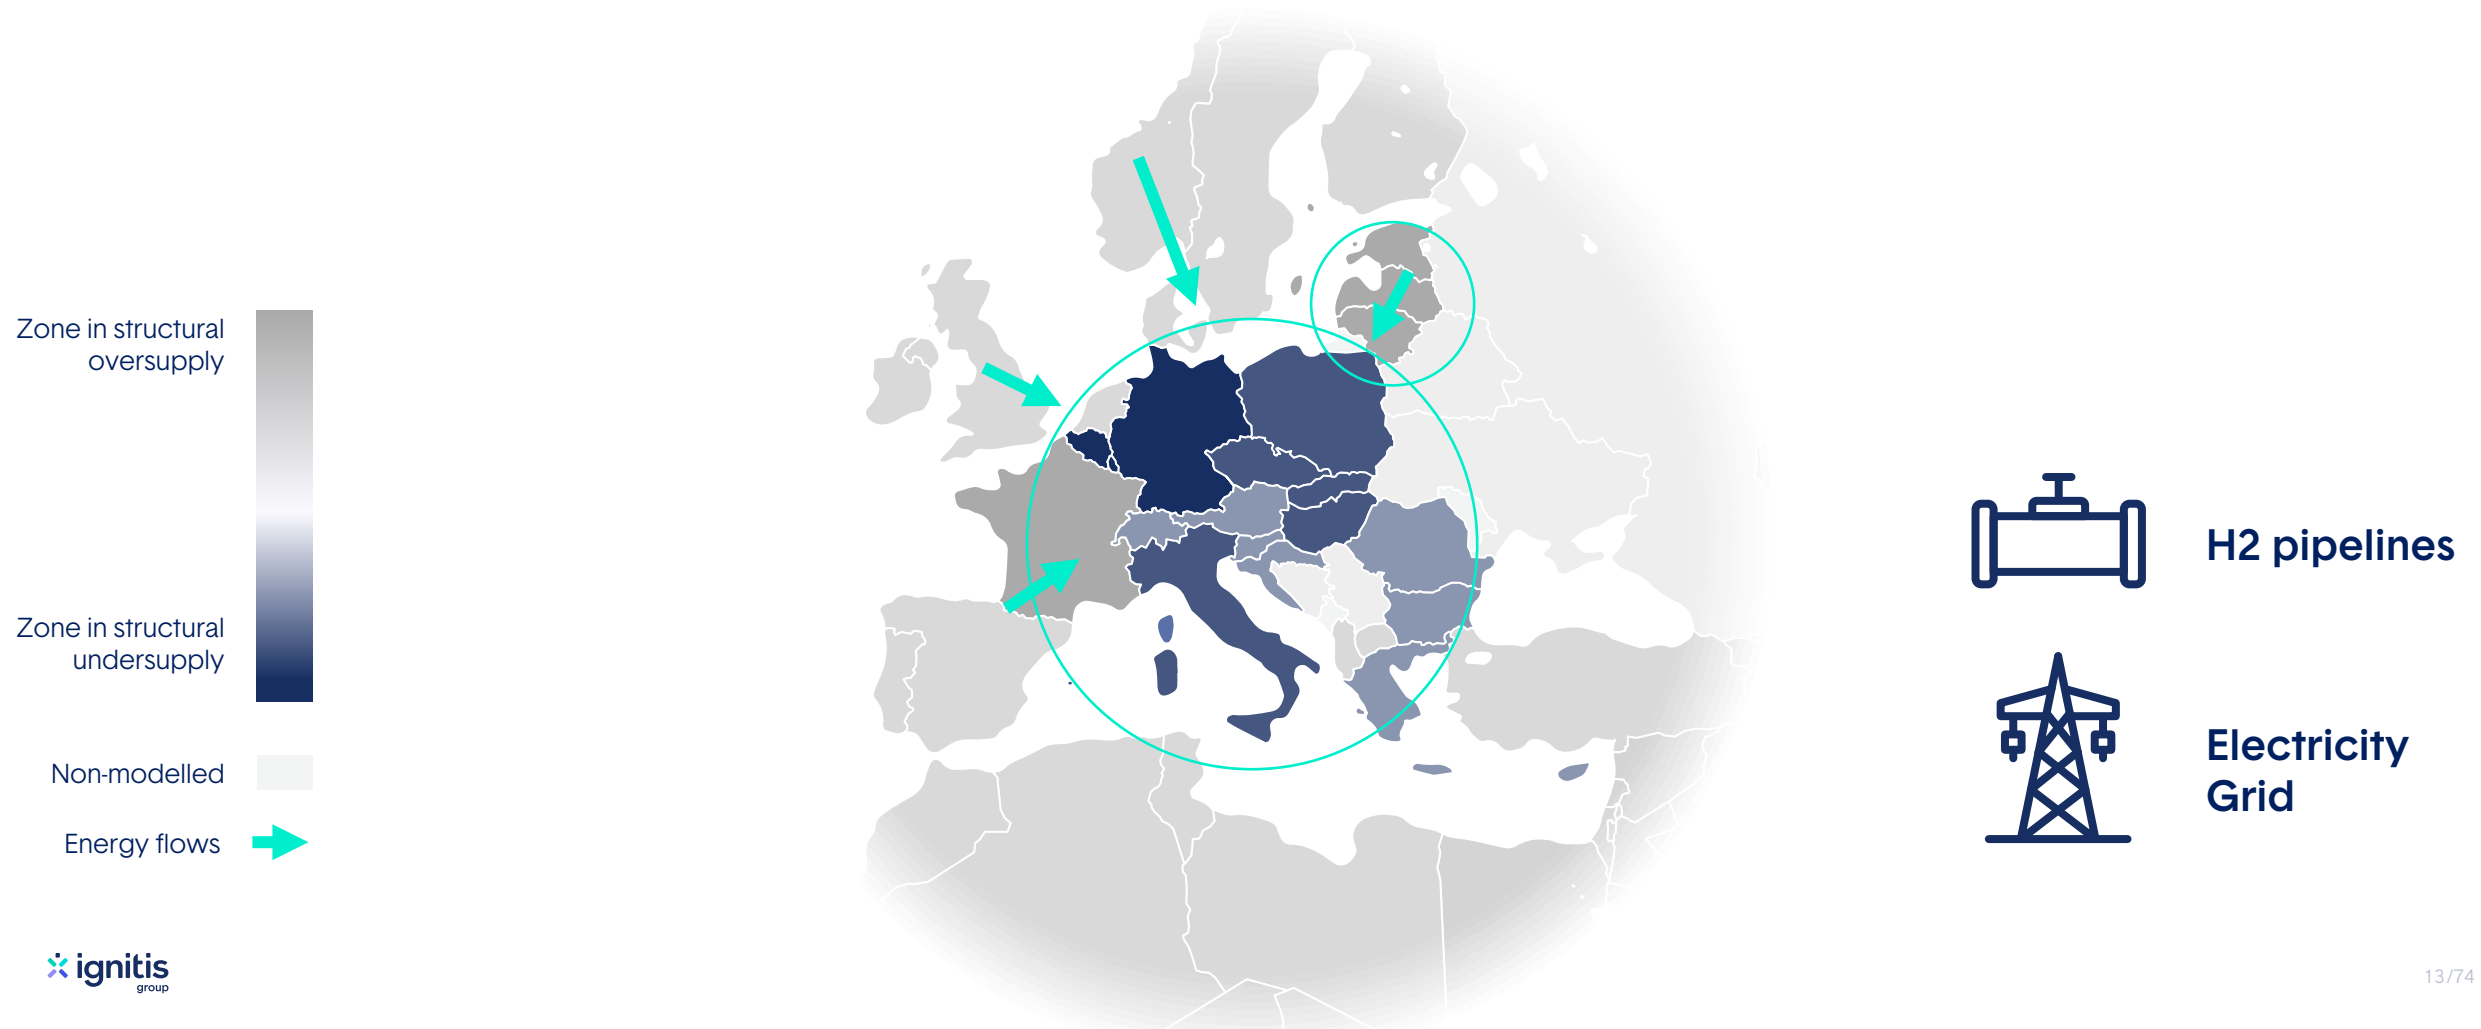 Zone in structural
oversupply
Zone in structural
undersupply
Non-modelled
Energy flows
H2 pipelines
Electricity
Grid
ignitis
group
13/74